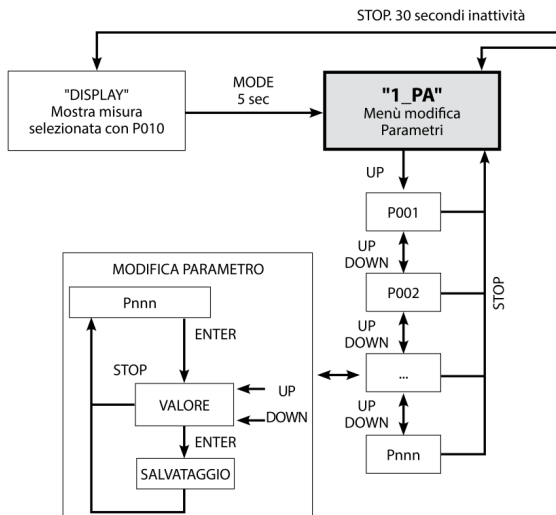 STOP. 30 secondi inattività
"DISPLAY"
Mostra misura
selezionata con P010
MODE
5 sec
"1_PA"
Menù modifica
Parametri
UP
P001
UP
DOWN
P002
UP
DOWN
...
UP
DOWN
Pnnn
STOP
MODIFICA PARAMETRO
Pnnn
ENTER
STOP
VALORE
UP
DOWN
ENTER
SALVATAGGIO